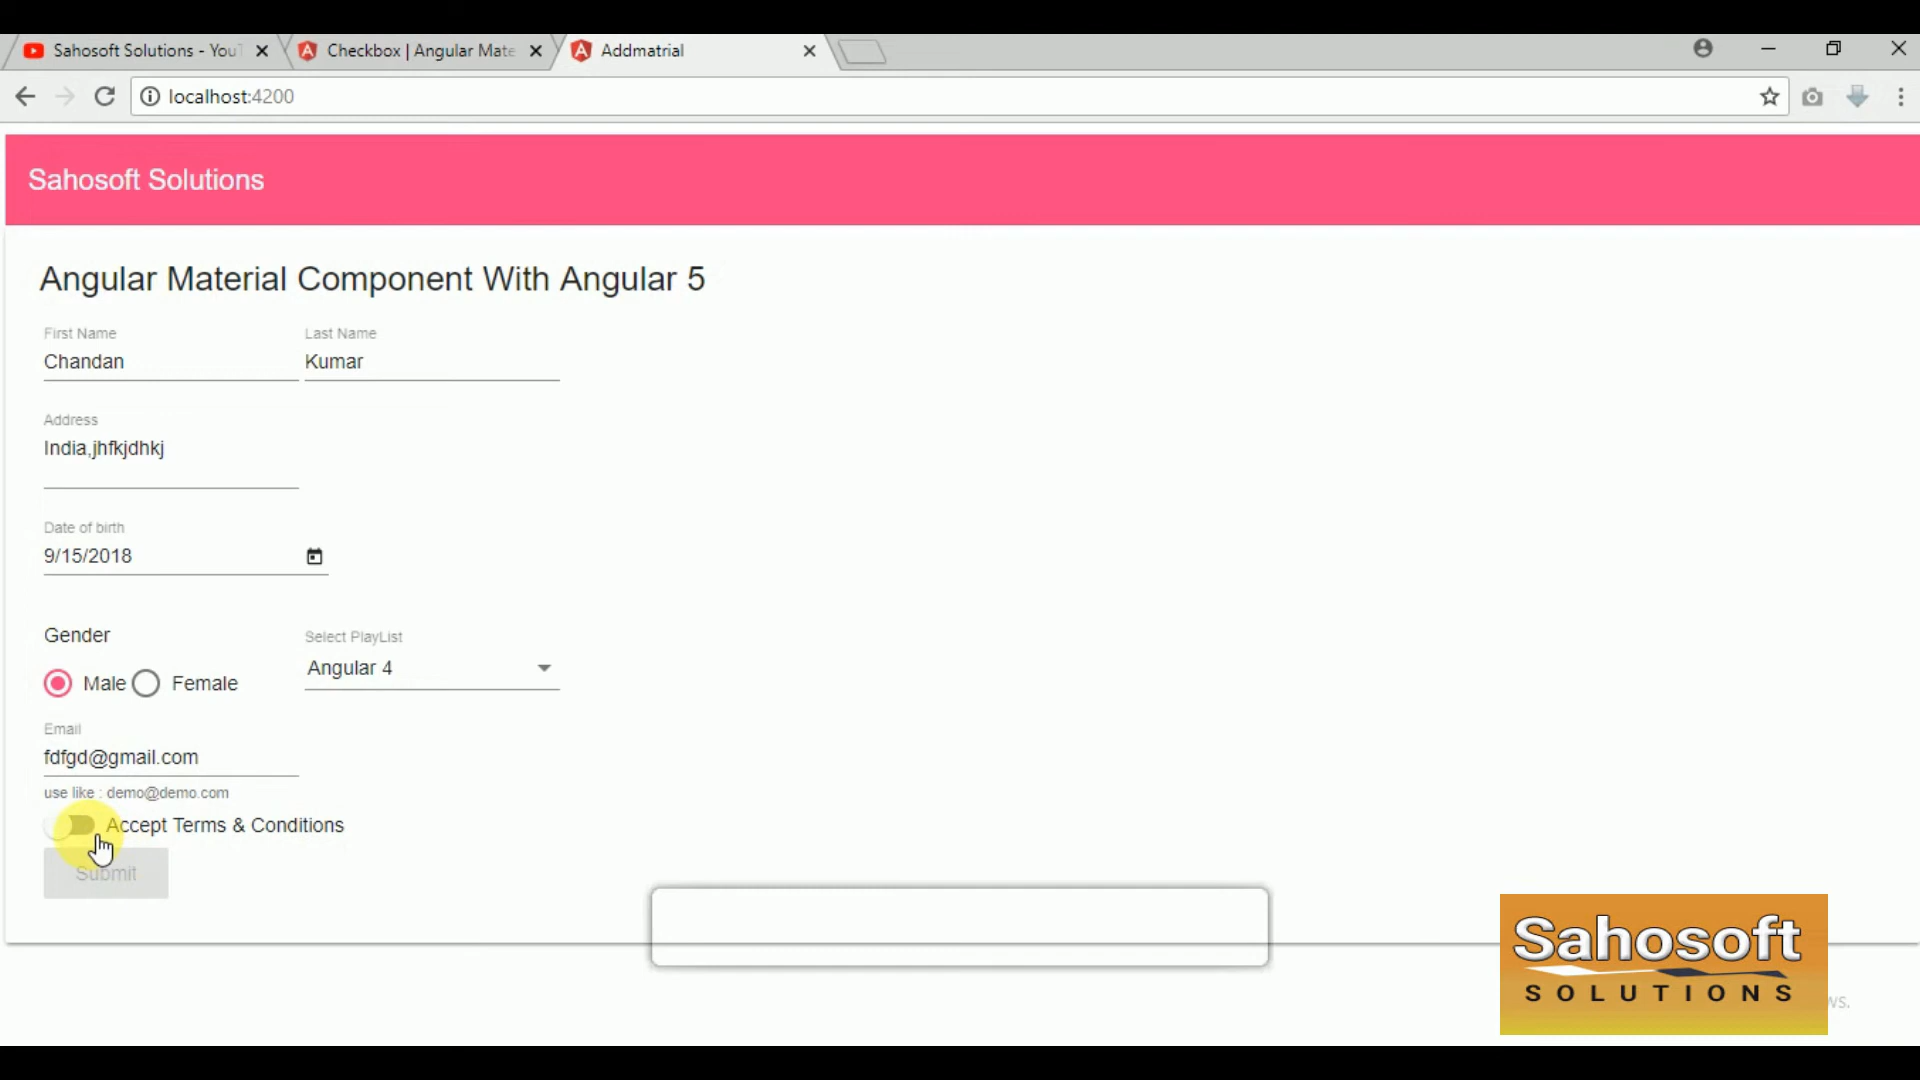 Sahosoft Solutions - YouT
Checkbox | Angular Mate
Addmatrial
localhost:4200
Sahosoft Solutions
Angular Material Component With Angular 5
First Name
Last Name
Chandan
Kumar
Address
India,jhfkjdhkj
Date of birth
9/15/2018
Gender
Select PlayList
Angular 4
Male
Female
Email
fdfgd@gmail.com
use like : demo@demo.com
Accept Terms & Conditions
Submit
Sahosoft
SOLUTIONS
ws.